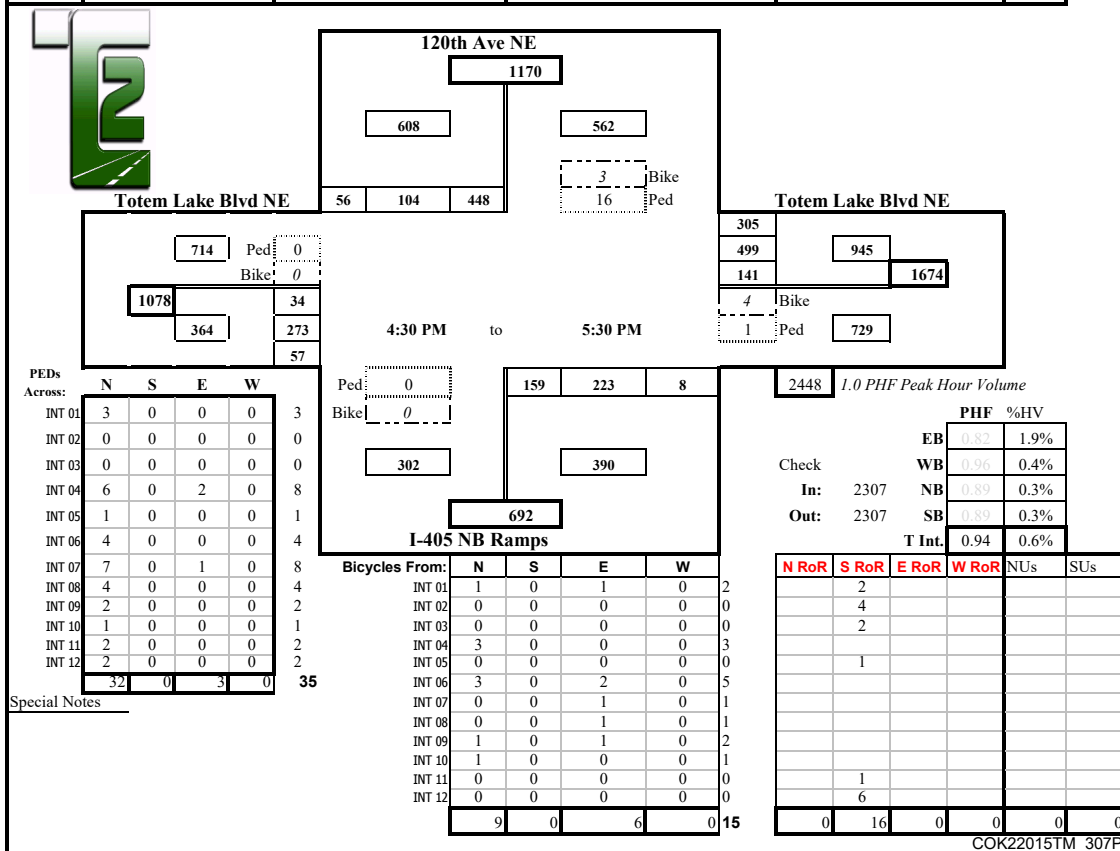 T2
120th Ave NE
1170
608 562
3 Bike
16 Ped
56 104 448
Totem Lake Blvd NE
Totem Lake Blvd NE
714 Ped 0
Bike 0
1078 34
364 273
57
305
499 945
141 1674
4 Bike
1 Ped 729
4:30 PM to 5:30 PM
Ped 0
Bike 0
159 223 8
302 390
692
I-405 NB Ramps
2448 1.0 PHF Peak Hour Volume
PHF %HV
EB 0.82 1.9%
Check WB 0.96 0.4%
In: 2307 NB 0.89 0.3%
Out: 2307 SB 0.89 0.3%
T Int. 0.94 0.6%
PEDs
Across: N S E W
INT 01 3 0 0 0 3
INT 02 0 0 0 0 0
INT 03 0 0 0 0 0
INT 04 6 0 2 0 8
INT 05 1 0 0 0 1
INT 06 4 0 0 0 4
INT 07 7 0 1 0 8
INT 08 4 0 0 0 4
INT 09 2 0 0 0 2
INT 10 1 0 0 0 1
INT 11 2 0 0 0 2
INT 12 2 0 0 0 2
32 0 3 0 35
Special Notes
Bicycles From: N S E W
INT 01 1 0 1 0 2
INT 02 0 0 0 0 0
INT 03 0 0 0 0 0
INT 04 3 0 0 0 3
INT 05 0 0 0 0 0
INT 06 3 0 2 0 5
INT 07 0 0 1 0 1
INT 08 0 0 1 0 1
INT 09 1 0 1 0 2
INT 10 1 0 0 0 1
INT 11 0 0 0 0 0
INT 12 0 0 0 0 0
9 0 6 0 15
N RoR S RoR E RoR W RoR NUs SUs
2
4
2
1
1
6
0 16 0 0 0 0
COK22015TM_307P